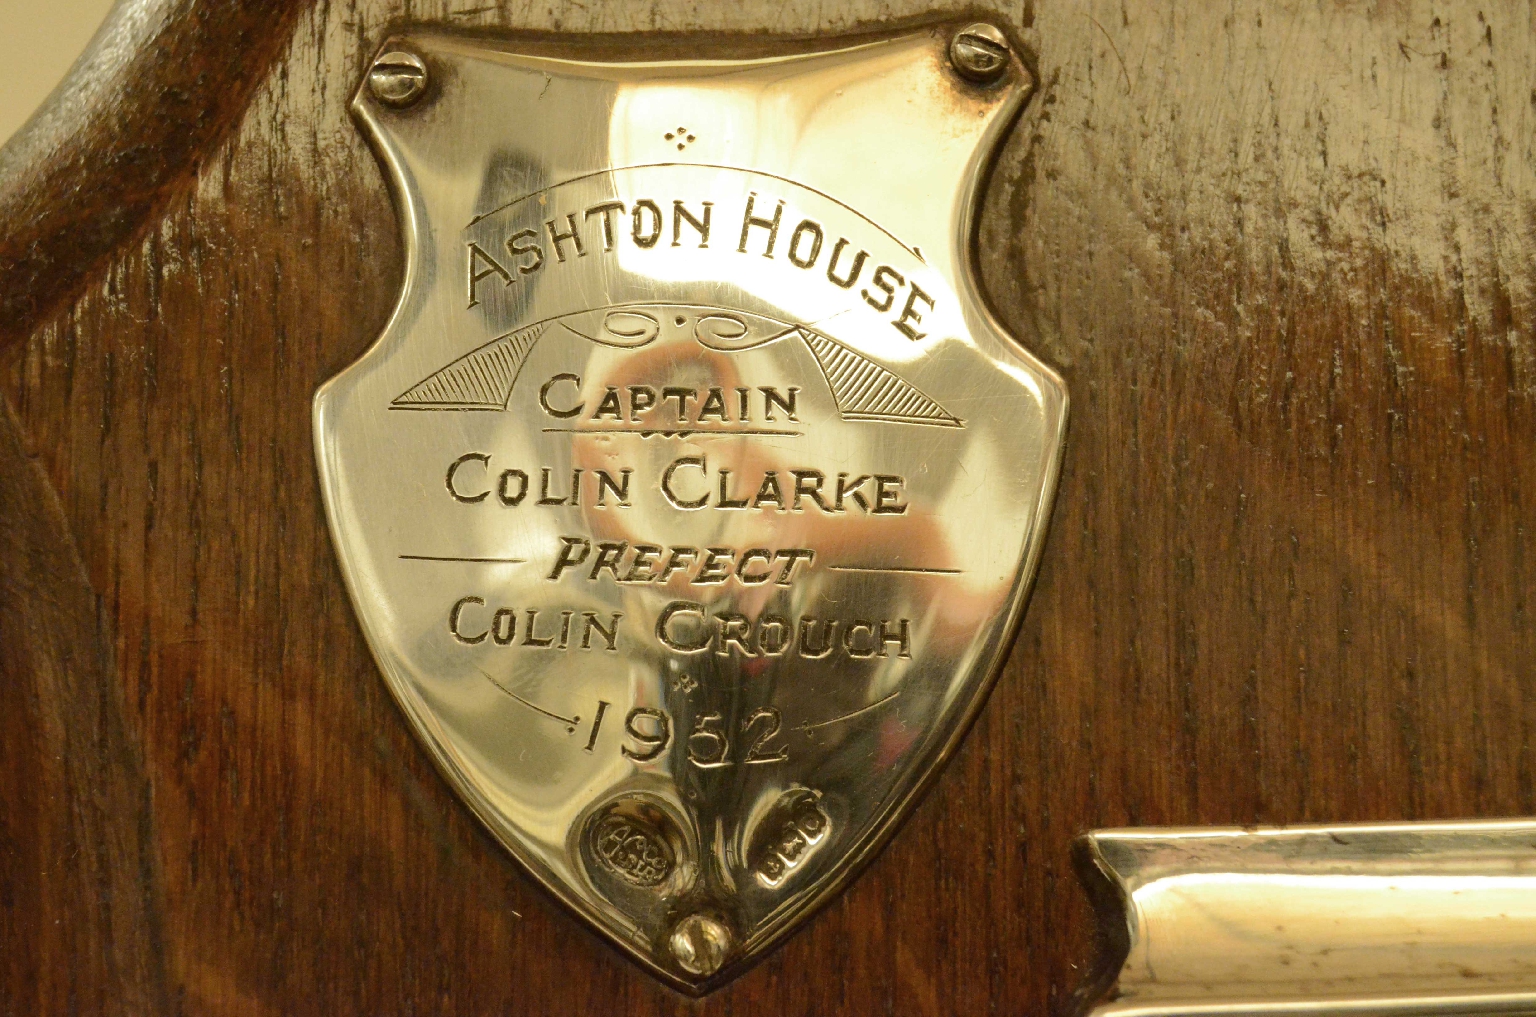 ASHTON HOUSE
CAPTAIN
COLIN CLARKE
PREFECT
COLIN CROUCH
1952